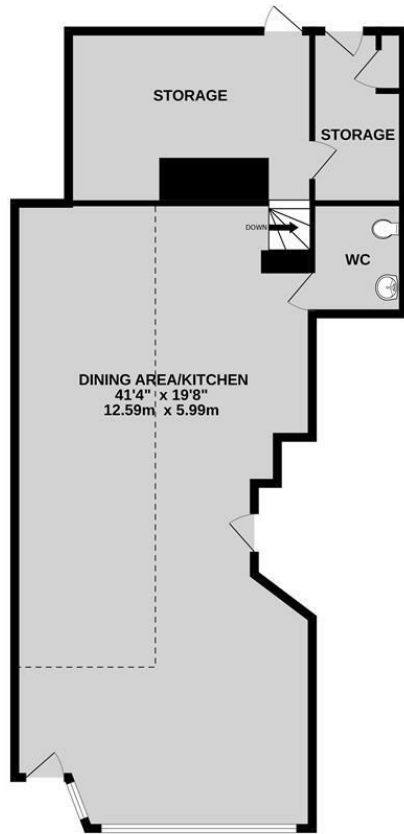 STORAGE
STORAGE
DOWN
WC
DINING AREA/KITCHEN
41'4" x 19'8"
12.59m x 5.99m